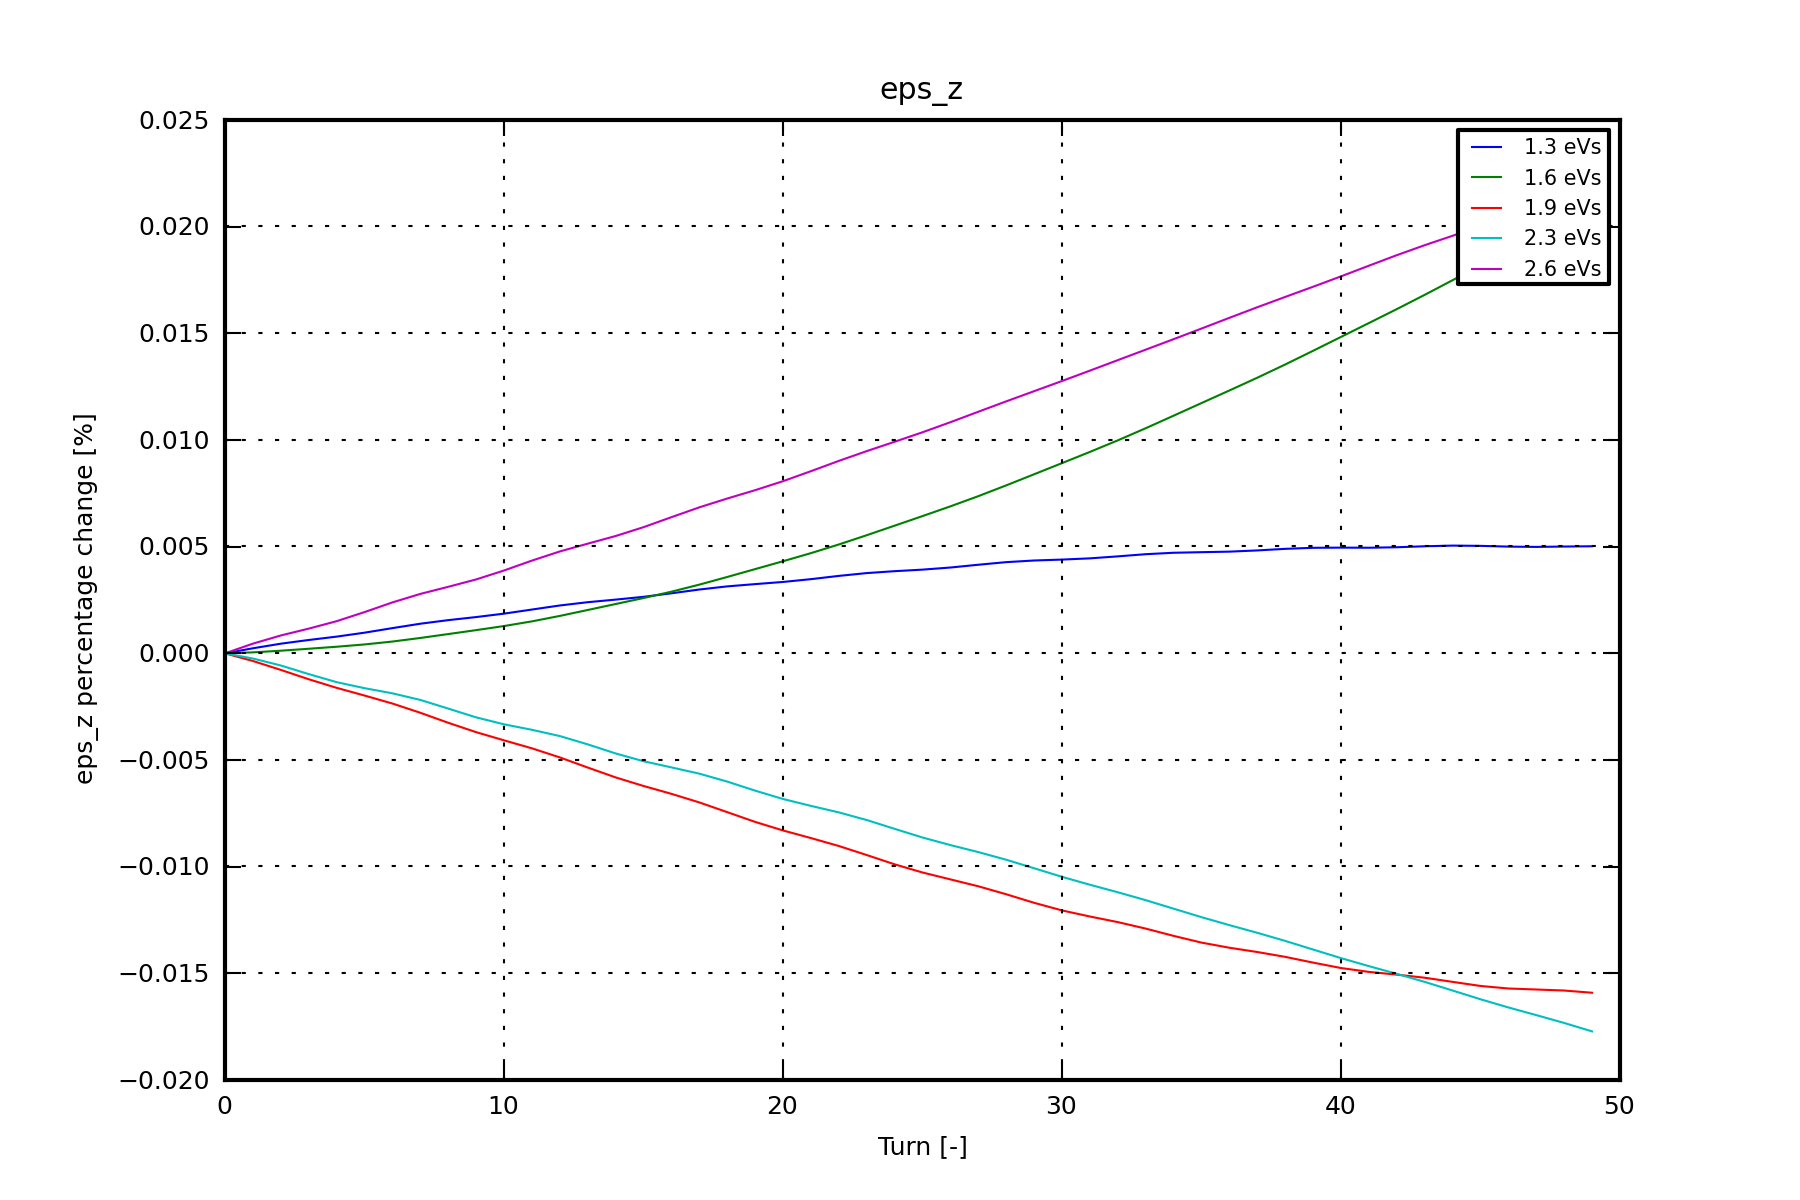 eps_z
0.025
0.020
0.015
0.010
0.005
0.000
−0.005
−0.010
−0.015
−0.020
eps_z percentage change [%]
1.3 eVs
1.6 eVs
1.9 eVs
2.3 eVs
2.6 eVs
0 10 20 30 40 50
Turn [-]